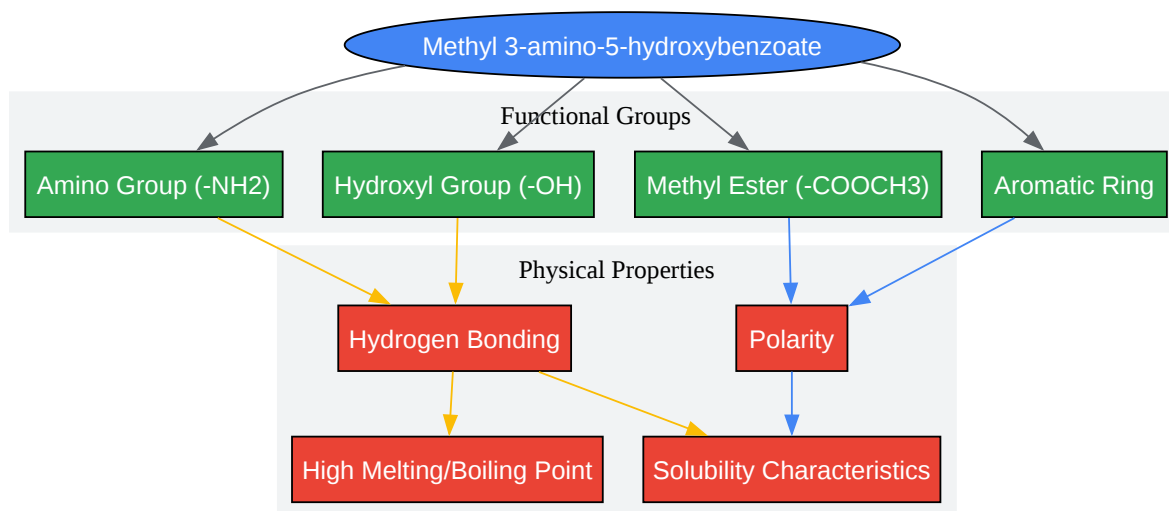 Methyl 3-amino-5-hydroxybenzoate
Functional Groups
Amino Group (-NH2)
Hydroxyl Group (-OH)
Methyl Ester (-COOCH3)
Aromatic Ring
Physical Properties
Hydrogen Bonding
Polarity
High Melting/Boiling Point
Solubility Characteristics